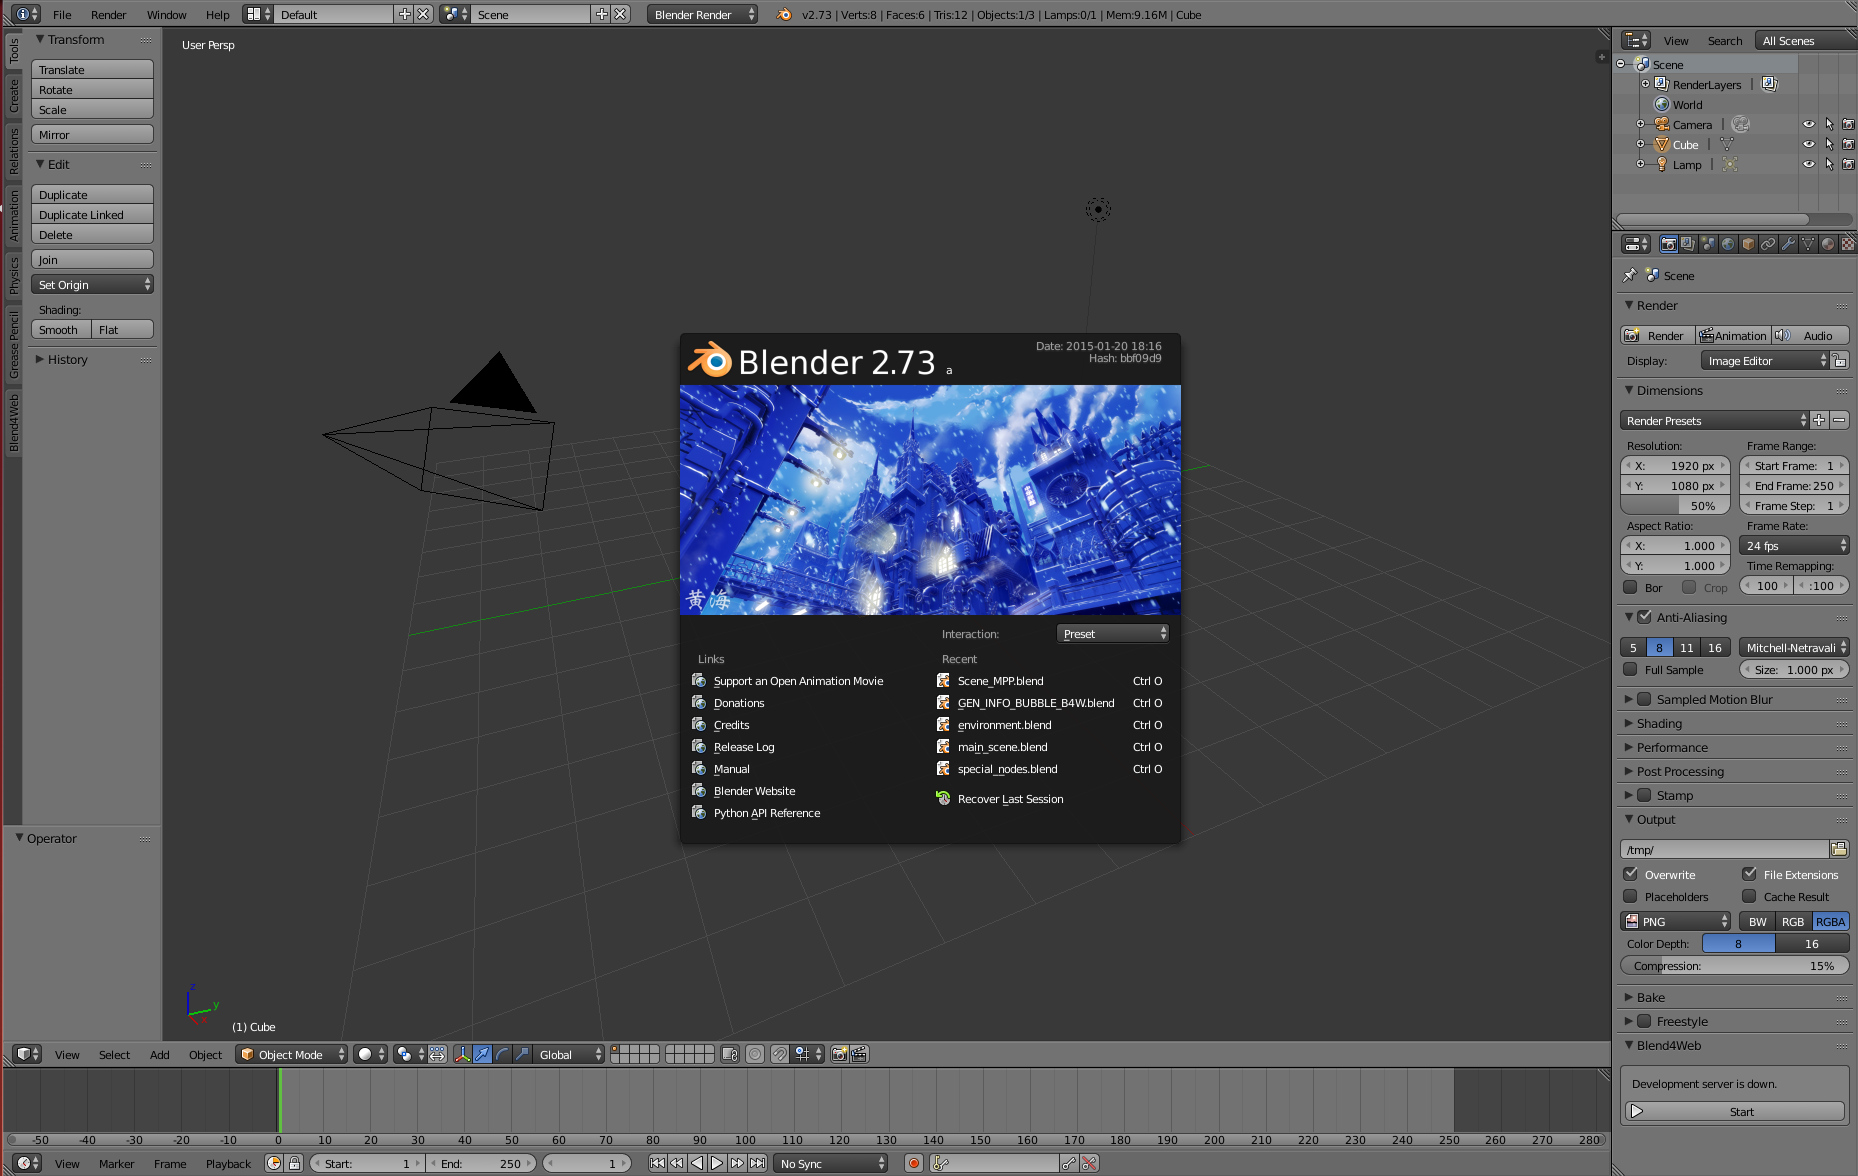 File Render Window Help Default Scene Blender Render v2.73 | Verts:8 | Faces:6 | Tris:12 | Objects:1/3 | Lamps:0/1 | Mem:9.16M | Cube
Tools
Create
Relations
Animation
Physics
Grease Pencil
Blend4Web
Transform
Translate
Rotate
Scale
Mirror
Edit
Duplicate
Duplicate Linked
Delete
Join
Set Origin
Shading:
Smooth Flat
History
Operator
User Persp
Blender 2.73 a
Date: 2015-01-20 18:16
Hash: bbf09d9
黄海
Interaction: Preset
Links
Support an Open Animation Movie
Donations
Credits
Release Log
Manual
Blender Website
Python API Reference
Recent
Scene_MPP.blend Ctrl O
GEN_INFO_BUBBLE_B4W.blend Ctrl O
environment.blend Ctrl O
main_scene.blend Ctrl O
special_nodes.blend Ctrl O
Recover Last Session
z
y
x
(1) Cube
View Select Add Object Object Mode Global
-50 -40 -30 -20 -10 0 10 20 30 40 50 60 70 80 90 100 110 120 130 140 150 160 170 180 190 200 210 220 230 240 250 260 270 280
View Marker Frame Playback Start: 1 End: 250 1 No Sync
View Search All Scenes
Scene
RenderLayers |
World
Camera |
Cube |
Lamp |
Scene
Render
Render Animation Audio
Display: Image Editor
Dimensions
Render Presets
Resolution: Frame Range:
X: 1920 px Start Frame: 1
Y: 1080 px End Frame: 250
50% Frame Step: 1
Aspect Ratio: Frame Rate:
X: 1.000 24 fps
Y: 1.000 Time Remapping:
Bor Crop 100 :100
Anti-Aliasing
5 8 11 16 Mitchell-Netravali
Full Sample Size: 1.000 px
Sampled Motion Blur
Shading
Performance
Post Processing
Stamp
Output
/tmp/
Overwrite File Extensions
Placeholders Cache Result
PNG BW RGB RGBA
Color Depth: 8 16
Compression: 15%
Bake
Freestyle
Blend4Web
Development server is down.
Start